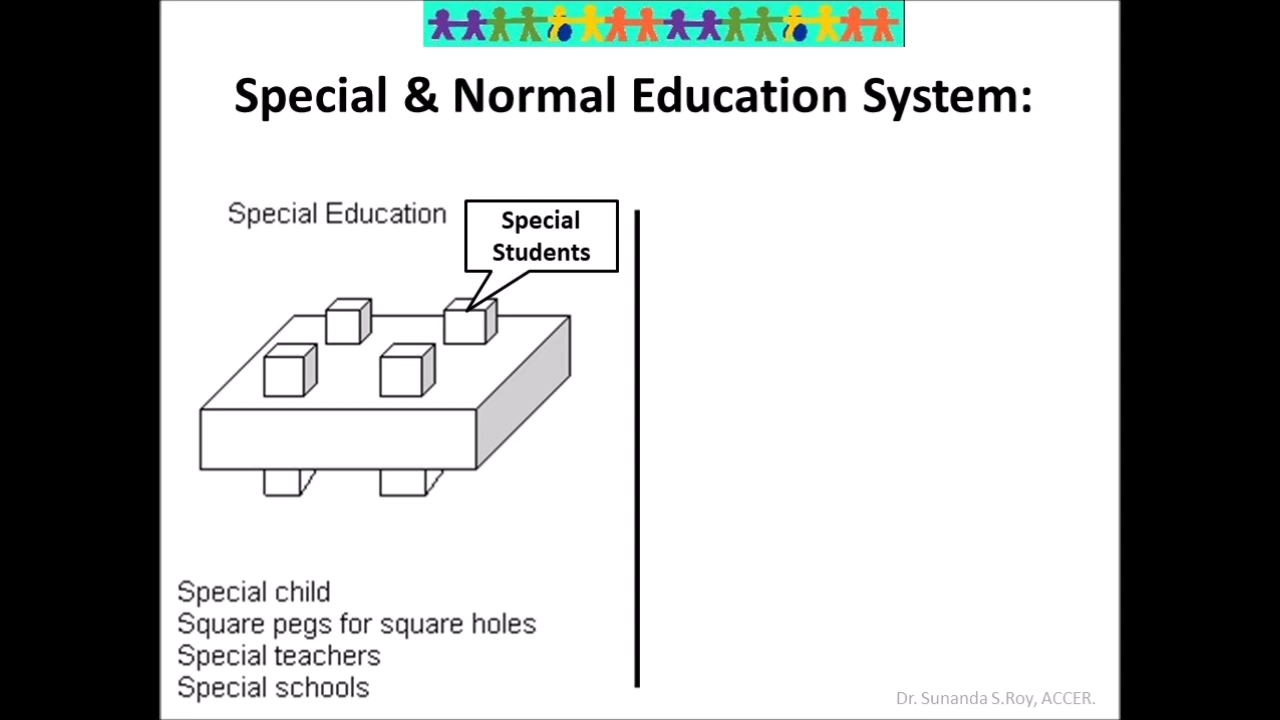 Special & Normal Education System:
Special Education
Special
Students
Special child
Square pegs for square holes
Special teachers
Special schools
Dr. Sunanda S.Roy, ACCER.